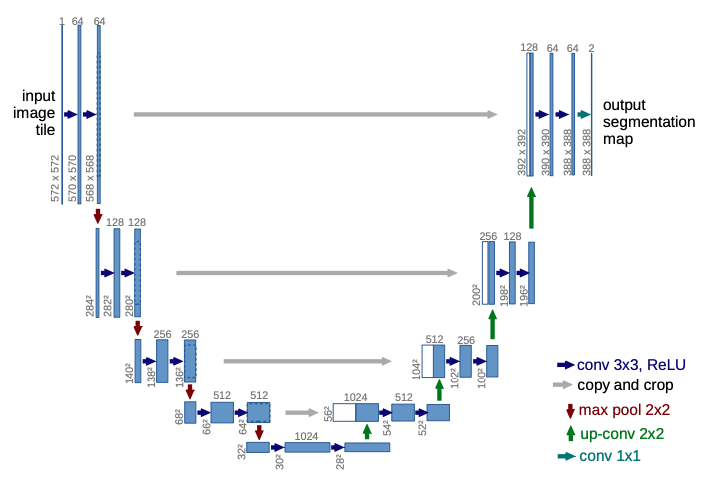 1 64 64
input
image
tile
572 x 572
570 x 570
568 x 568
128 64 64 2
output
segmentation
map
392 x 392
390 x 390
388 x 388
388 x 388
128 128
284²
282²
280²
256 128
200²
198²
196²
256 256
140²
138²
136²
512 256
104²
102²
100²
512 512
68²
66²
64²
1024 512
56²
54²
52²
1024
32²
30²
28²
conv 3x3, ReLU
copy and crop
max pool 2x2
up-conv 2x2
conv 1x1